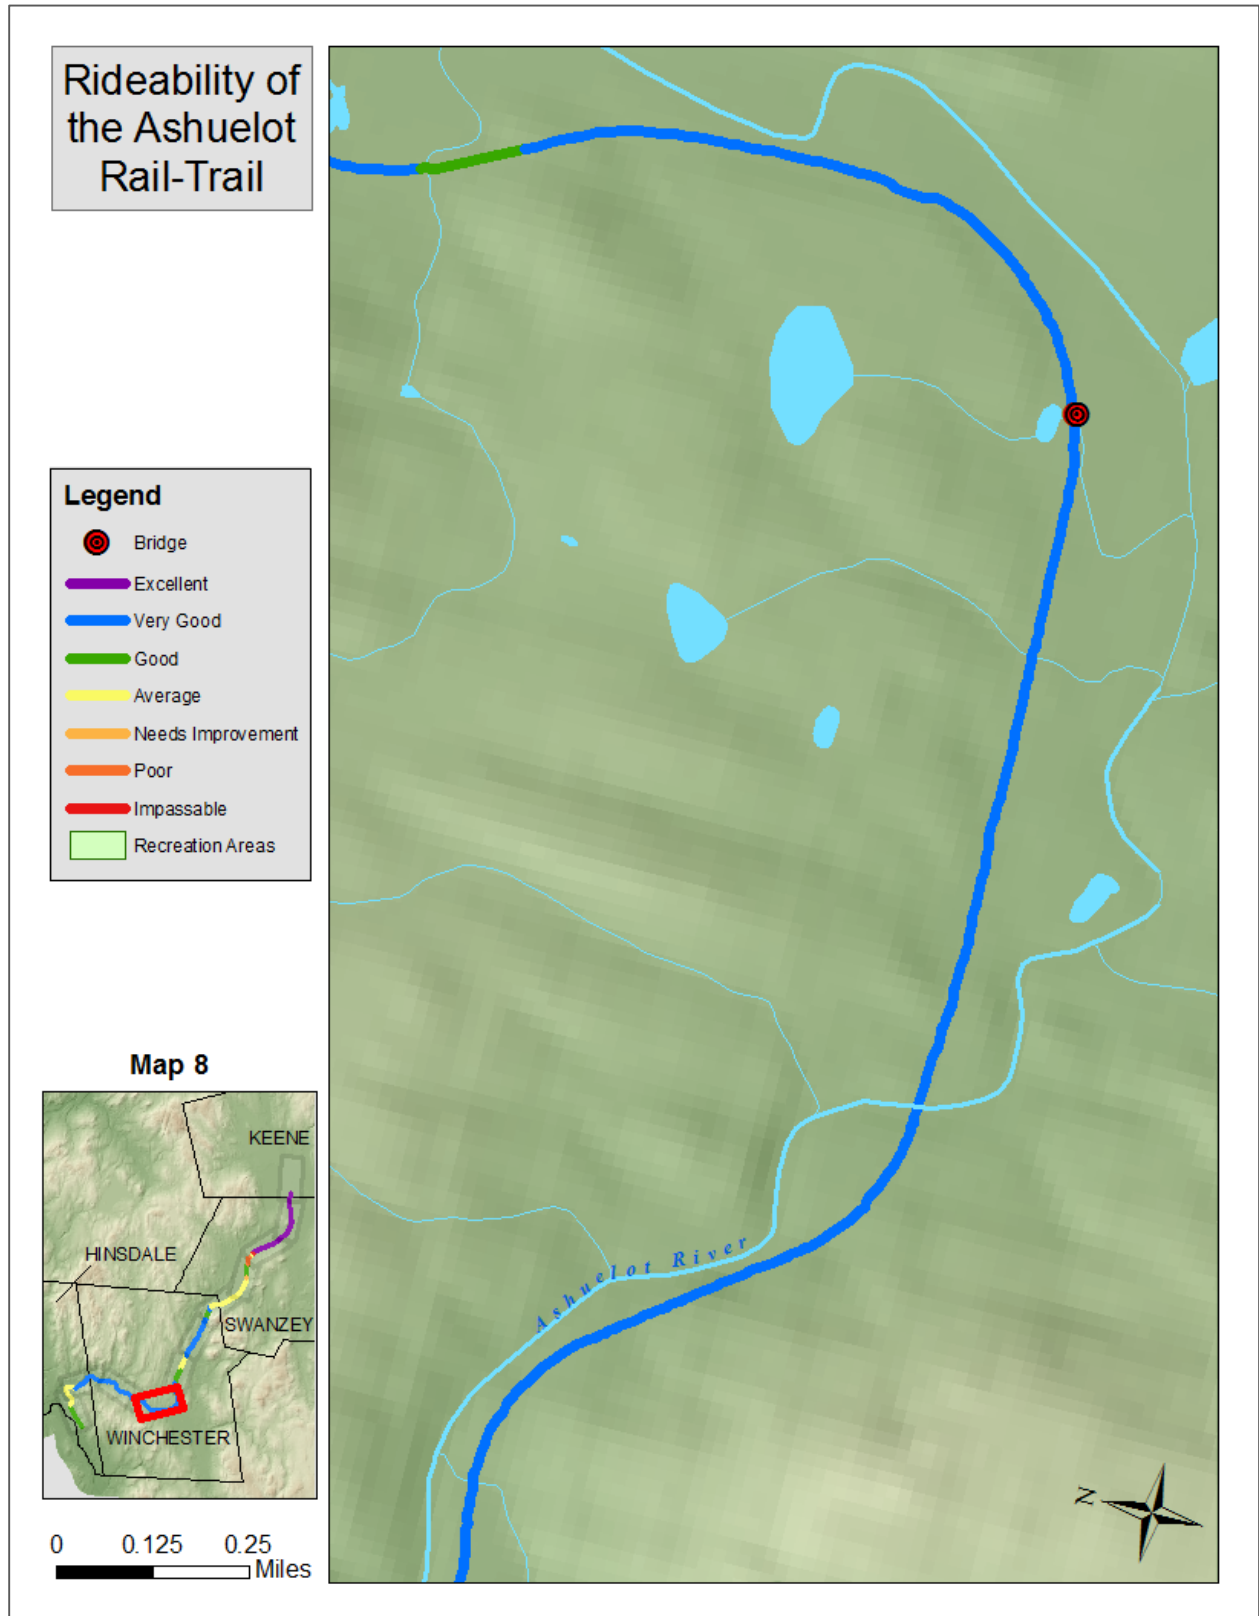 Rideability of
the Ashuelot
Rail-Trail
Legend
Bridge
Excellent
Very Good
Good
Average
Needs Improvement
Poor
Impassable
Recreation Areas
Map 8
KEENE
HINSDALE
SWANZEY
WINCHESTER
0 0.125 0.25
Miles
Ashuelot River
N